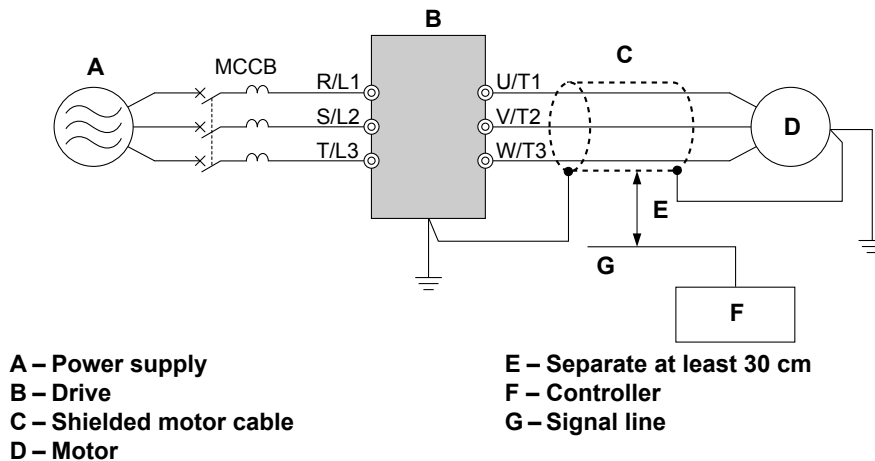 B
A
MCCB
C
R/L1
U/T1
S/L2
V/T2
D
T/L3
W/T3
E
G
F
A – Power supply
B – Drive
C – Shielded motor cable
D – Motor
E – Separate at least 30 cm
F – Controller
G – Signal line